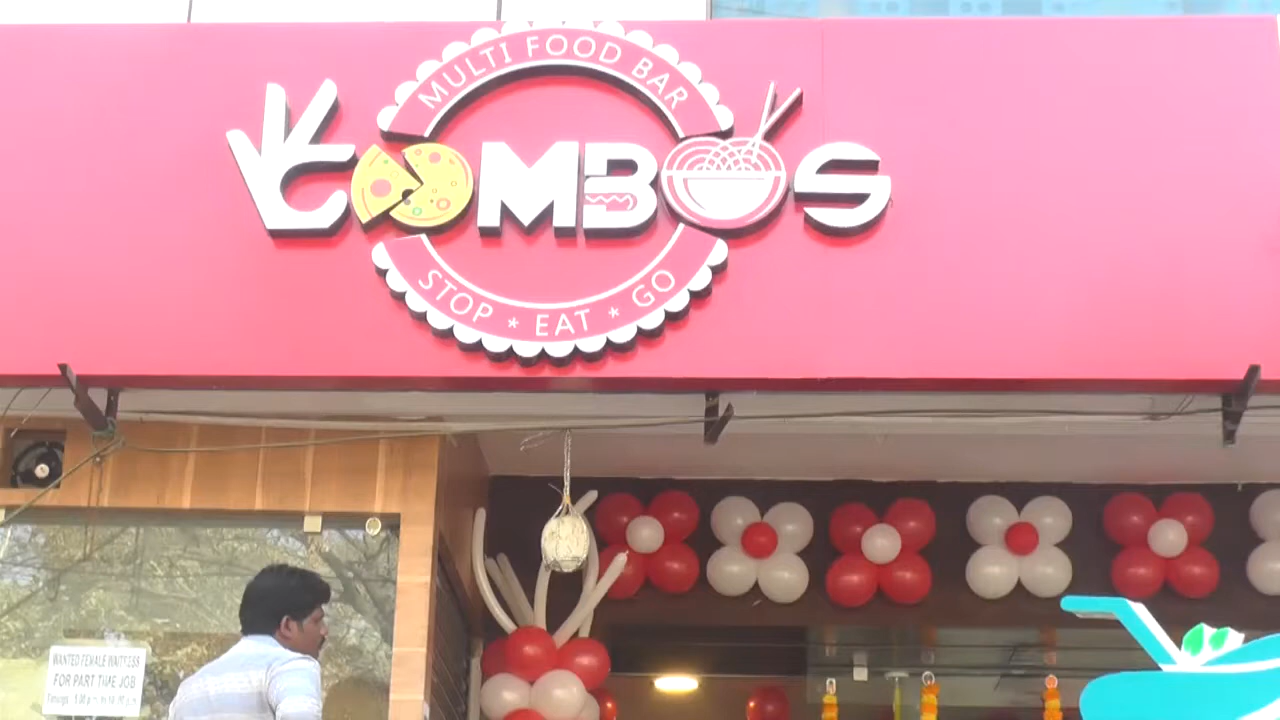 MULTI FOOD BAR
COMBOS
STOP * EAT * GO
WANTED FEMALE WAITRESS
FOR PART TIME JOB